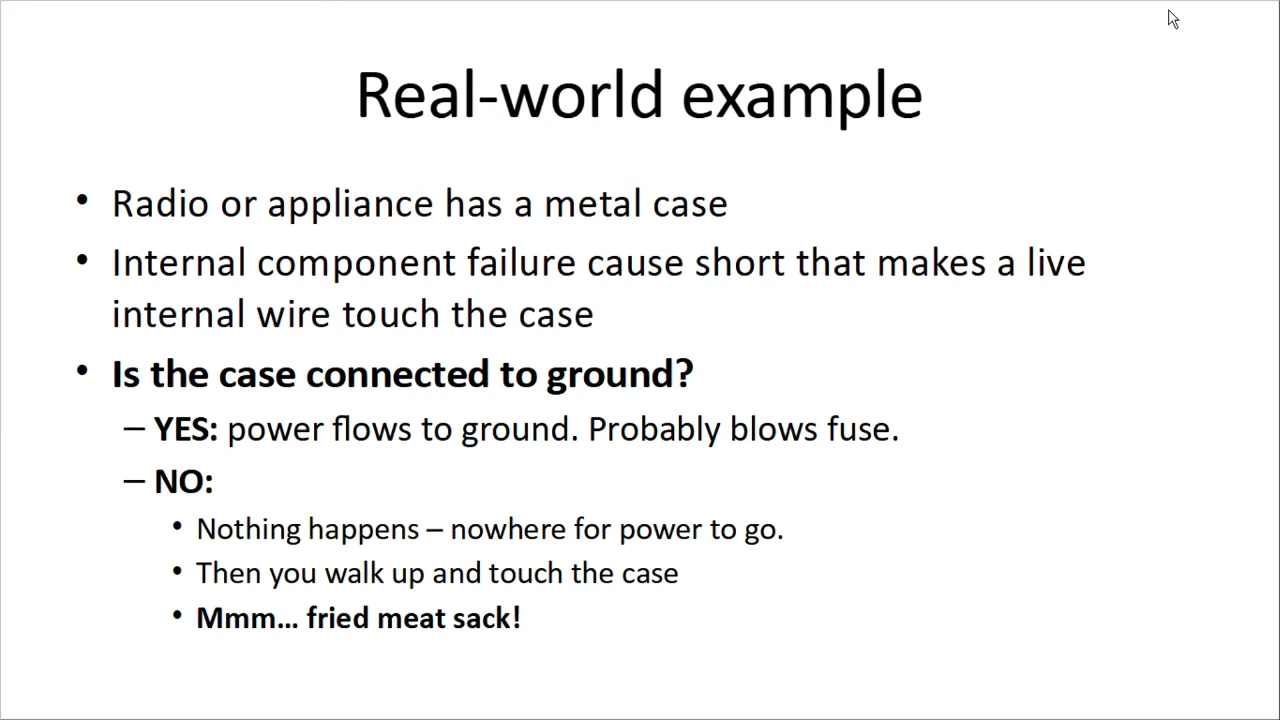 Real-world example
• Radio or appliance has a metal case
• Internal component failure cause short that makes a live
internal wire touch the case
• Is the case connected to ground?
– YES: power flows to ground. Probably blows fuse.
– NO:
• Nothing happens – nowhere for power to go.
• Then you walk up and touch the case
• Mmm... fried meat sack!